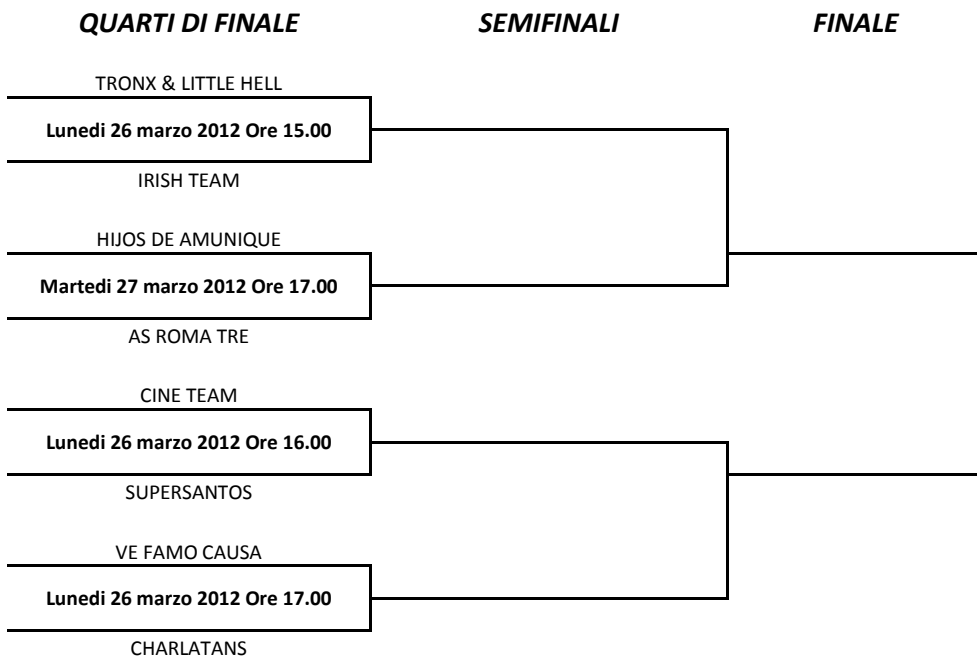 QUARTI DI FINALE SEMIFINALI FINALE
TRONX & LITTLE HELL
Lunedi 26 marzo 2012 Ore 15.00
IRISH TEAM
HIJOS DE AMUNIQUE
Martedi 27 marzo 2012 Ore 17.00
AS ROMA TRE
CINE TEAM
Lunedi 26 marzo 2012 Ore 16.00
SUPERSANTOS
VE FAMO CAUSA
Lunedi 26 marzo 2012 Ore 17.00
CHARLATANS